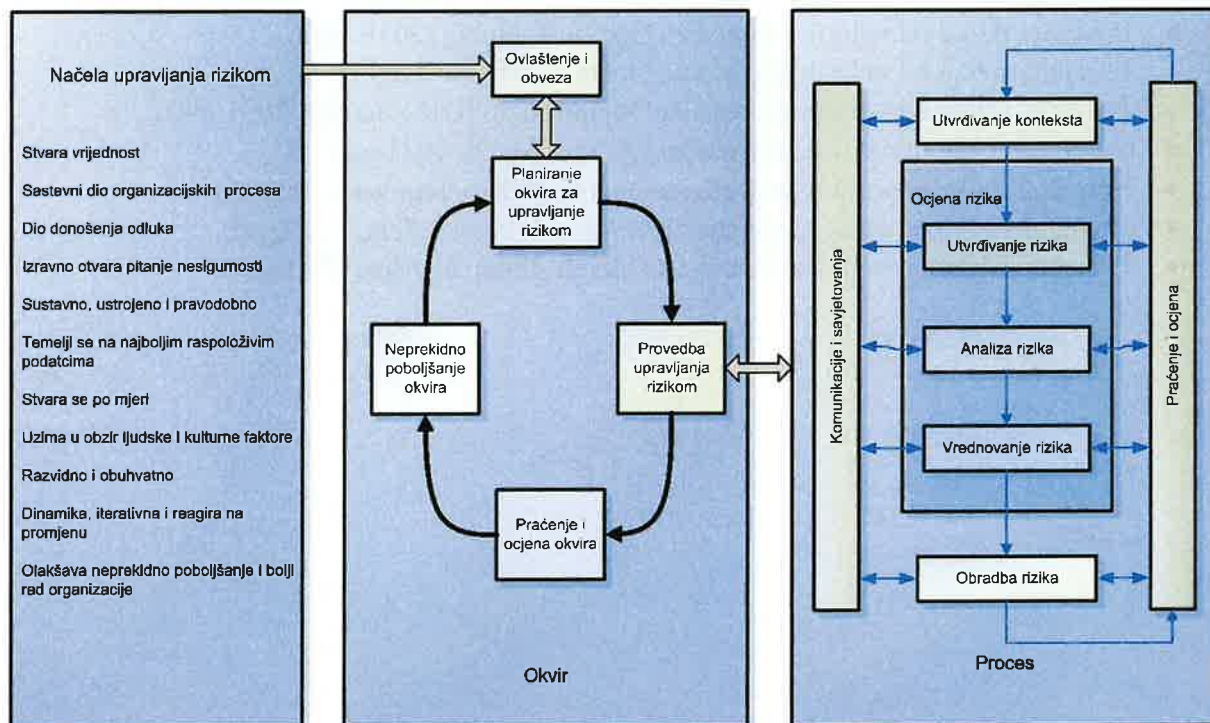 Načela upravljanja rizikom
Stvara vrijednost
Sastavni dio organizacijskih procesa
Dio donošenja odluka
Izravno otvara pitanje nesigurnosti
Sustavno, ustrojeno i pravodobno
Temelji se na najboljim raspoloživim
podatcima
Stvara se po mjeri
Uzima u obzir ljudske i kulturne faktore
Razvidno i obuhvatno
Dinamika, iterativna i reagira na
promjenu
Olakšava neprekidno poboljšanje i bolji
rad organizacije
Ovlaštenje i
obveza
Planiranje
okvira za
upravljanje
rizikom
Neprekidno
poboljšanje
okvira
Provedba
upravljanja
rizikom
Praćenje i
ocjena okvira
Okvir
Komunikacije i savjetovanja
Utvrđivanje konteksta
Ocjena rizika
Utvrđivanje rizika
Analiza rizika
Vrednovanje rizika
Obradba rizika
Praćenje i ocjena
Proces